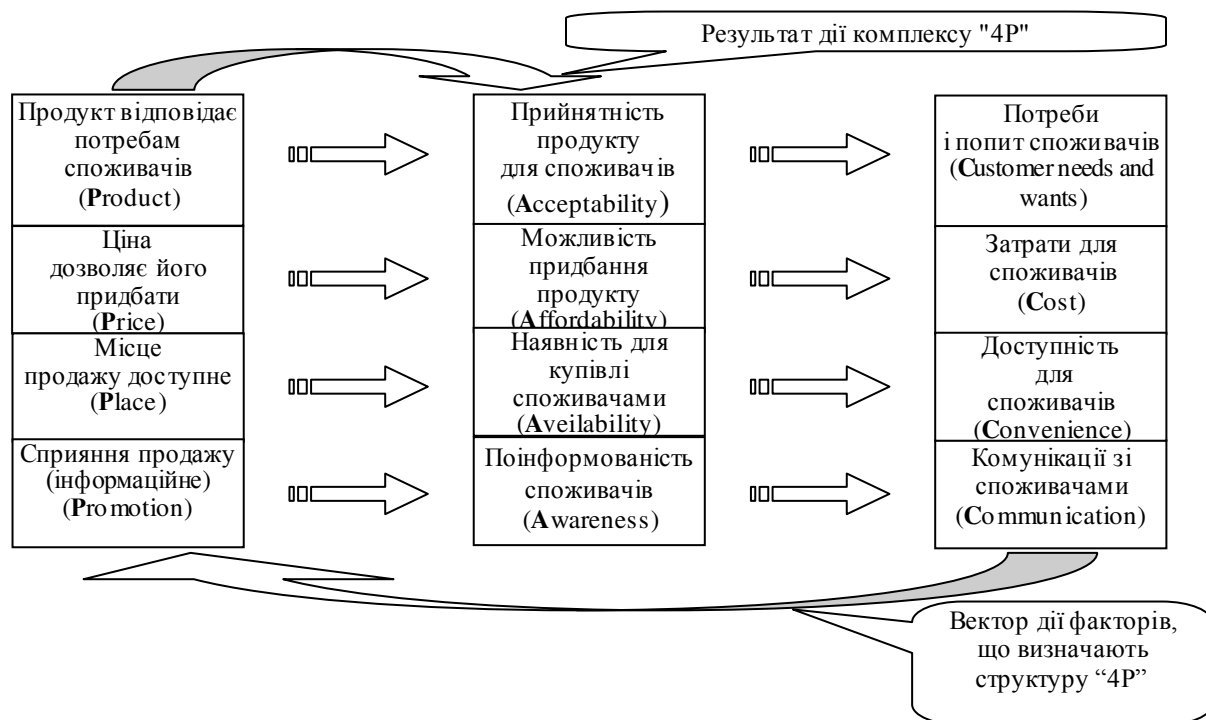 Результат дії комплексу "4P"
Продукт відповідає
потребам
споживачів
(Product)
Ціна
дозволяє його
придбати
(Price)
Місце
продажу доступне
(Place)
Сприяння продажу
(інформаційне)
(Promotion)
Прийнятність
продукту
для споживачів
(Acceptability)
Можливість
придбання
продукту
(Affordability)
Наявність для
купівлі
споживачами
(Aveilability)
Поінформованість
споживачів
(Awareness)
Потреби
і попит споживачів
(Customer needs and
wants)
Затрати для
споживачів
(Cost)
Доступність
для
споживачів
(Convenience)
Комунікації зі
споживачами
(Communication)
Вектор дії факторів,
що визначають
структуру “4P”